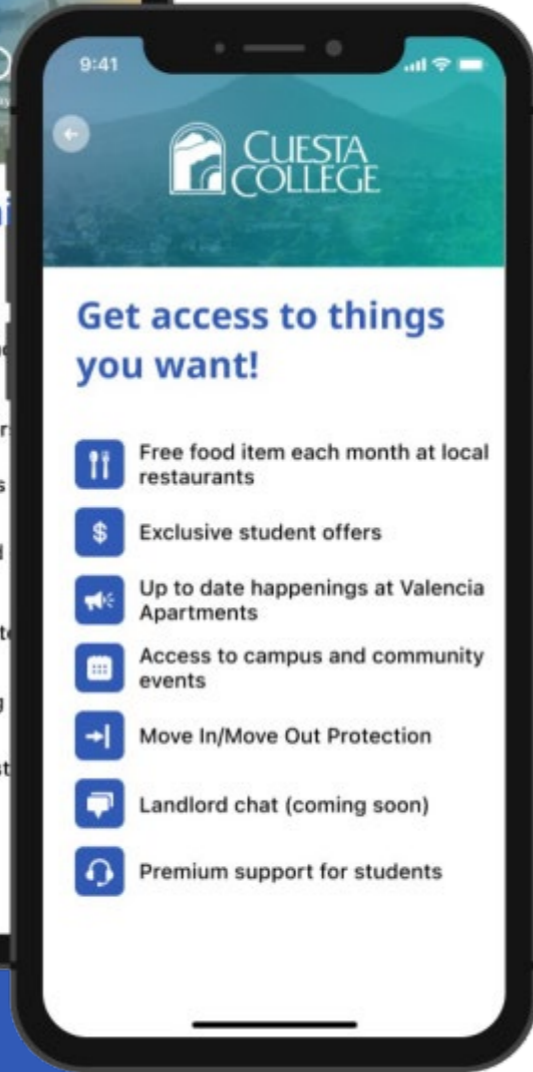 9:41
CUESTA
COLLEGE
Get access to things
you want!
Free food item each month at local
restaurants
Exclusive student offers
Up to date happenings at Valencia
Apartments
Access to campus and community
events
Move In/Move Out Protection
Landlord chat (coming soon)
Premium support for students